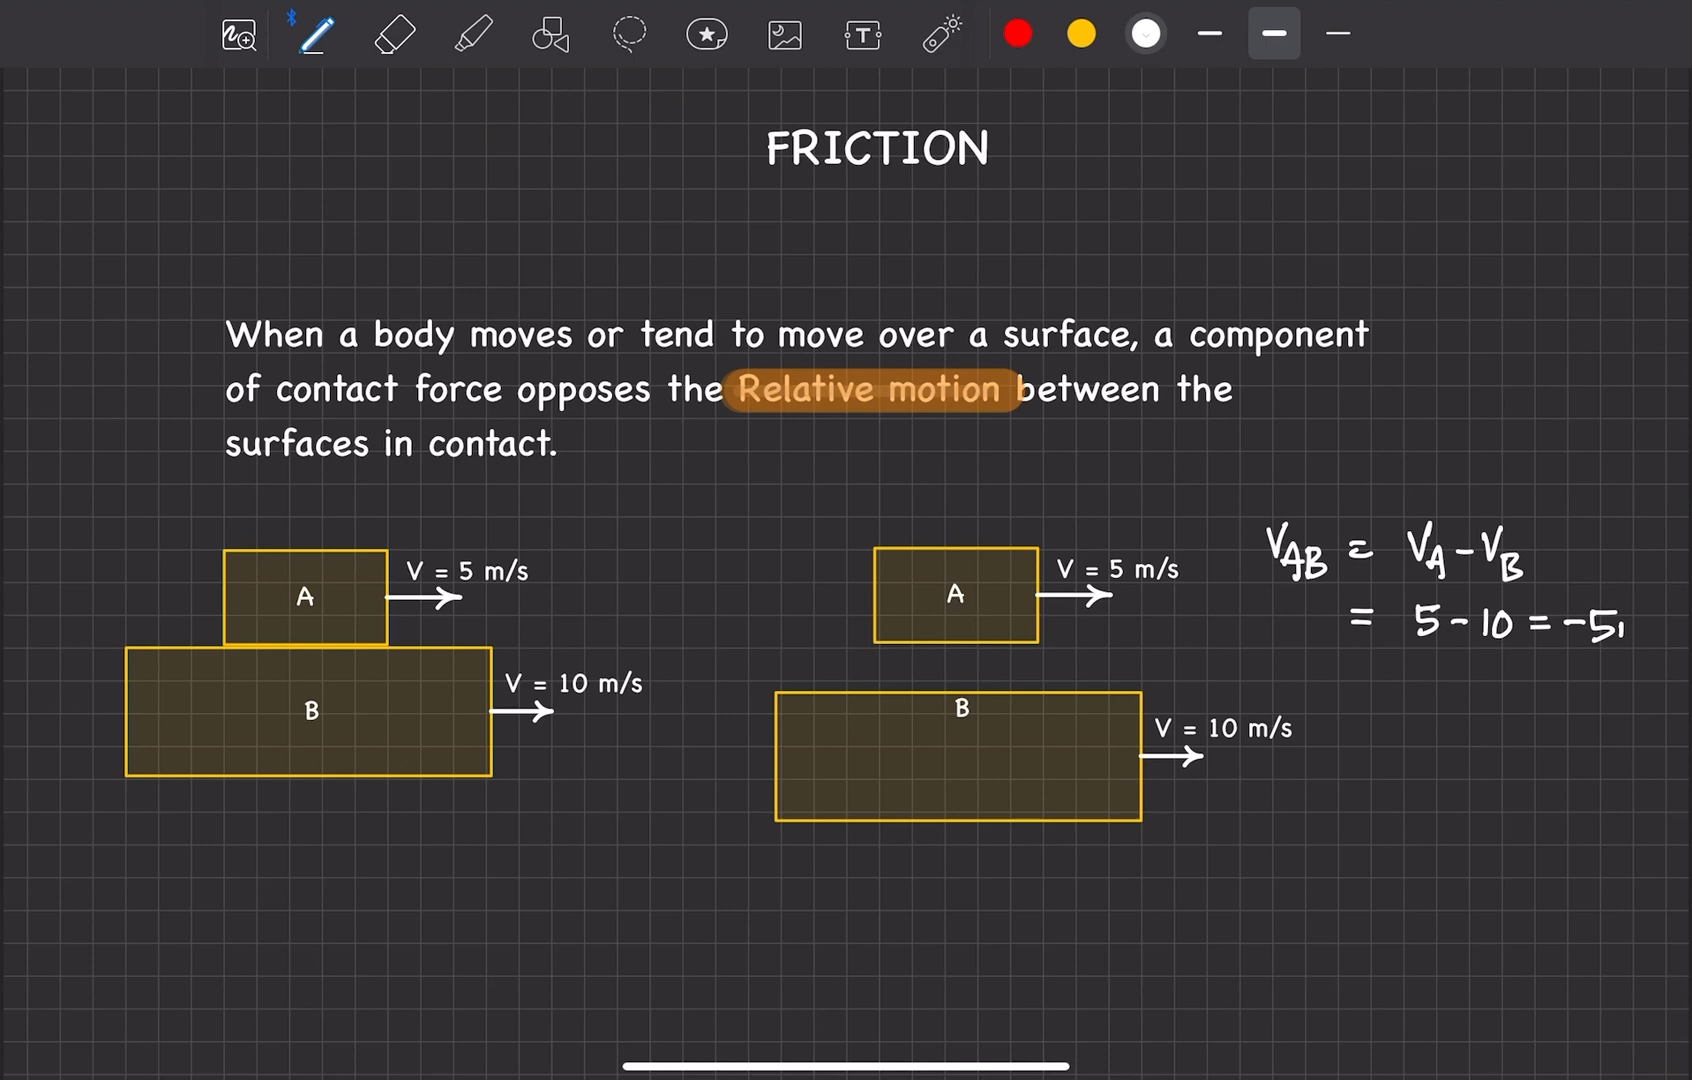 FRICTION
When a body moves or tend to move over a surface, a component
of contact force opposes the Relative motion between the
surfaces in contact.
A
V = 5 m/s
B
V = 10 m/s
A
V = 5 m/s
B
V = 10 m/s
VAB = VA - VB
= 5 - 10 = -5